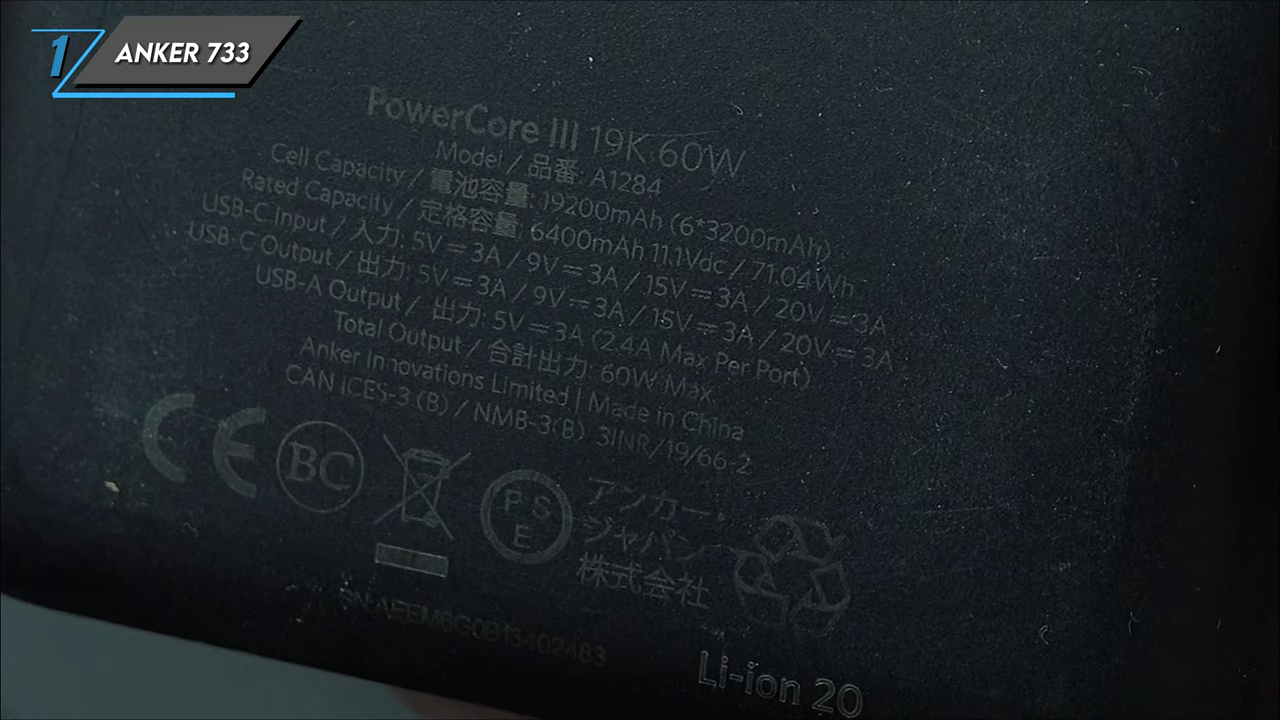 1
ANKER 733
PowerCore III 19K 60W
Model / 品番: A1284
Cell Capacity / 電池容量: 19200mAh (6*3200mAh)
Rated Capacity / 定格容量: 6400mAh 11.1Vdc / 71.04Wh
USB-C Input / 入力: 5V⎓3A / 9V⎓3A / 15V⎓3A / 20V⎓3A
USB-C Output / 出力: 5V⎓3A / 9V⎓3A / 15V⎓3A / 20V⎓3A
USB-A Output / 出力: 5V⎓3A (2.4A Max Per Port)
Total Output / 合計出力: 60W Max.
Anker Innovations Limited | Made in China
CAN ICES-3 (B) / NMB-3(B) 3INR/19/66-2
CE BC PSE
アンカー・
ジャパン
株式会社
Li-ion 20